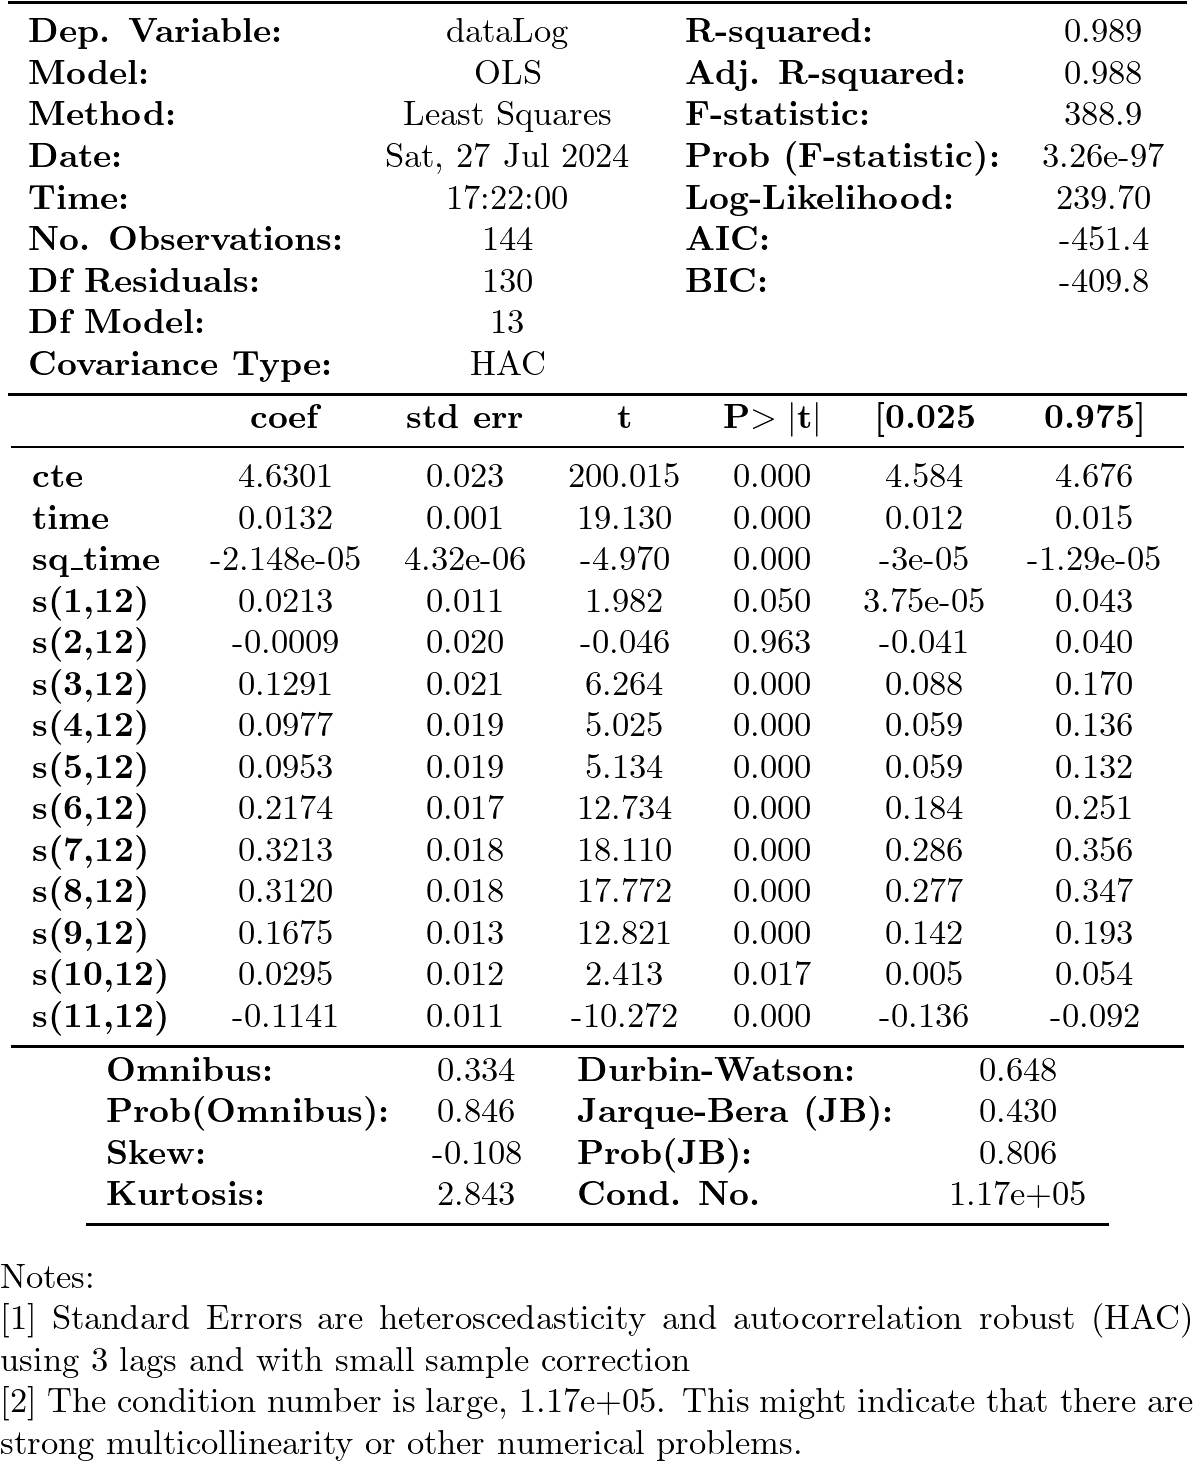 Dep. Variable: dataLog R-squared: 0.989
Model: OLS Adj. R-squared: 0.988
Method: Least Squares F-statistic: 388.9
Date: Sat, 27 Jul 2024 Prob (F-statistic): 3.26e-97
Time: 17:22:00 Log-Likelihood: 239.70
No. Observations: 144 AIC: -451.4
Df Residuals: 130 BIC: -409.8
Df Model: 13
Covariance Type: HAC
coef std err t P> |t| [0.025 0.975]
cte 4.6301 0.023 200.015 0.000 4.584 4.676
time 0.0132 0.001 19.130 0.000 0.012 0.015
sq_time -2.148e-05 4.32e-06 -4.970 0.000 -3e-05 -1.29e-05
s(1,12) 0.0213 0.011 1.982 0.050 3.75e-05 0.043
s(2,12) -0.0009 0.020 -0.046 0.963 -0.041 0.040
s(3,12) 0.1291 0.021 6.264 0.000 0.088 0.170
s(4,12) 0.0977 0.019 5.025 0.000 0.059 0.136
s(5,12) 0.0953 0.019 5.134 0.000 0.059 0.132
s(6,12) 0.2174 0.017 12.734 0.000 0.184 0.251
s(7,12) 0.3213 0.018 18.110 0.000 0.286 0.356
s(8,12) 0.3120 0.018 17.772 0.000 0.277 0.347
s(9,12) 0.1675 0.013 12.821 0.000 0.142 0.193
s(10,12) 0.0295 0.012 2.413 0.017 0.005 0.054
s(11,12) -0.1141 0.011 -10.272 0.000 -0.136 -0.092
Omnibus: 0.334 Durbin-Watson: 0.648
Prob(Omnibus): 0.846 Jarque-Bera (JB): 0.430
Skew: -0.108 Prob(JB): 0.806
Kurtosis: 2.843 Cond. No. 1.17e+05
Notes:
[1] Standard Errors are heteroscedasticity and autocorrelation robust (HAC)
using 3 lags and with small sample correction
[2] The condition number is large, 1.17e+05. This might indicate that there are
strong multicollinearity or other numerical problems.